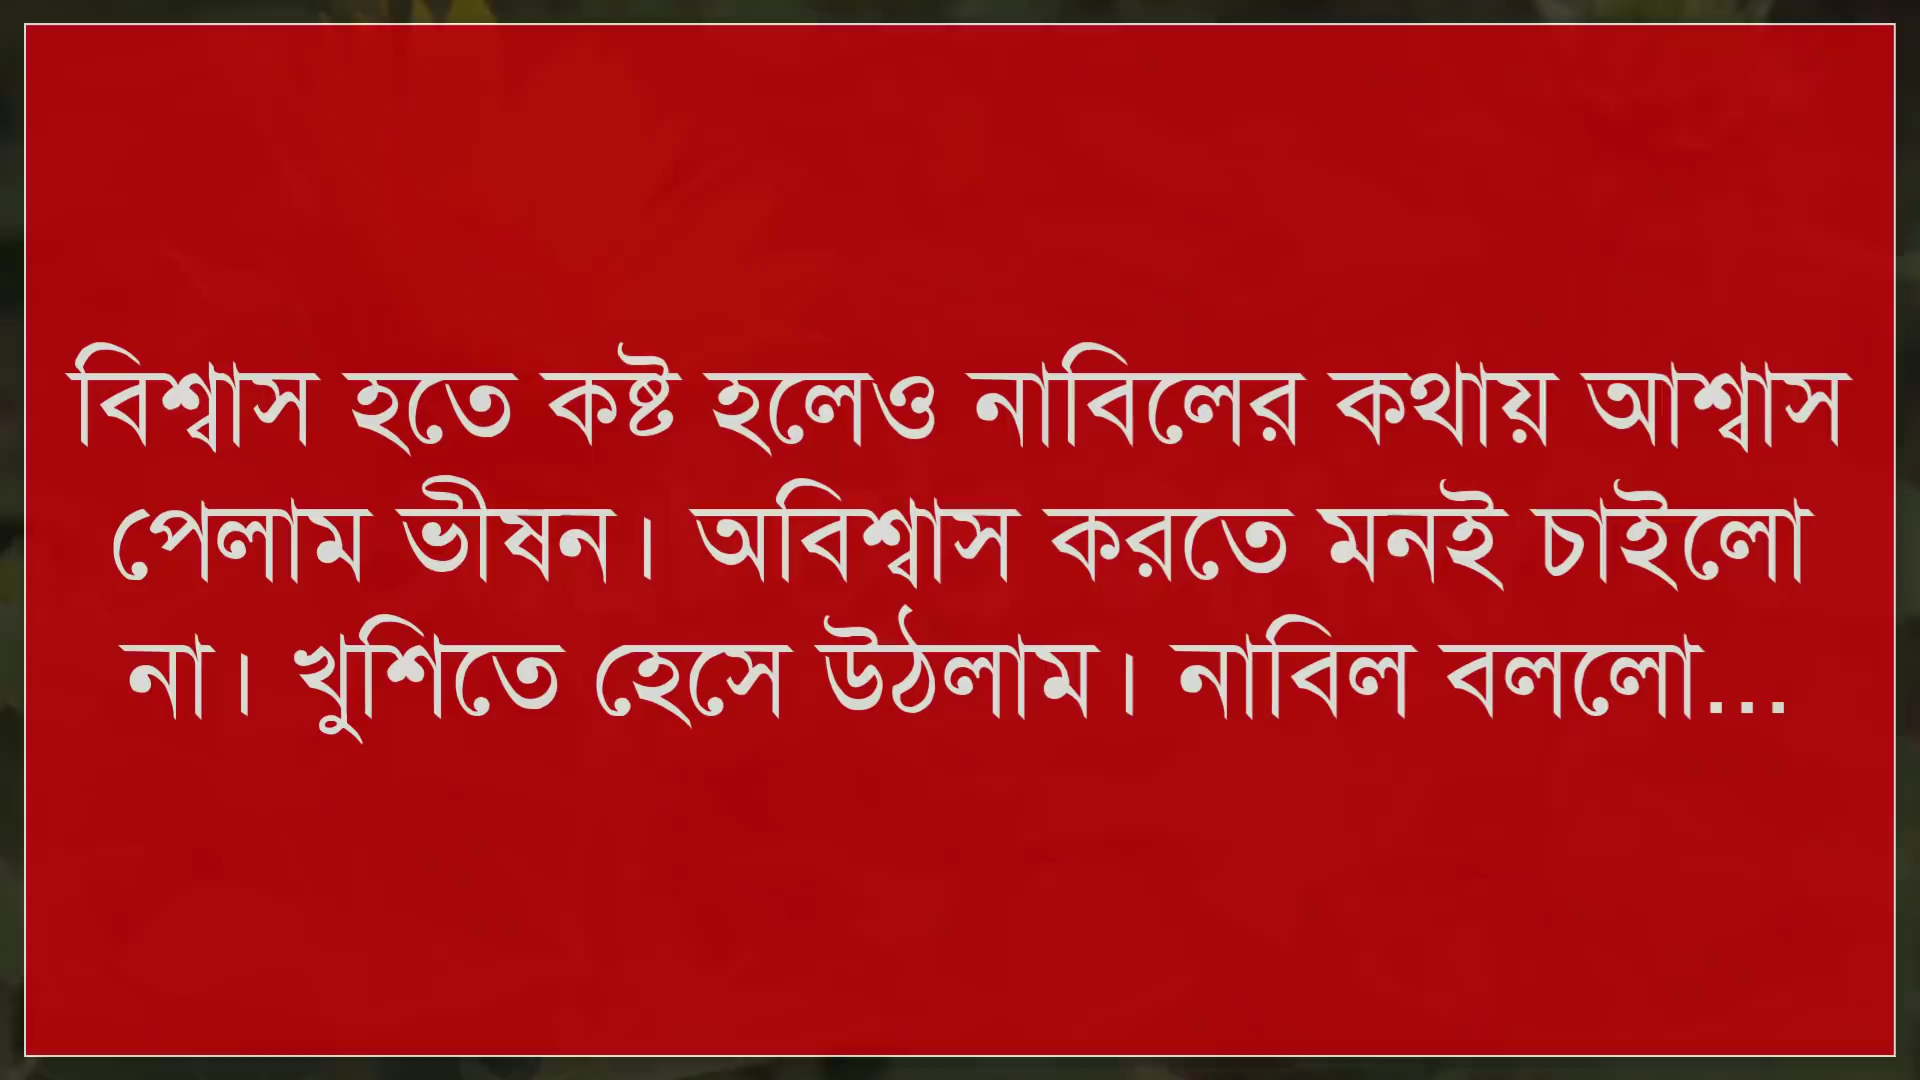 বিশ্বাস হতে কষ্ট হলেও নাবিলের কথায় আশ্বাস
পেলাম ভীষন। অবিশ্বাস করতে মনই চাইলো
না। খুশিতে হেসে উঠলাম। নাবিল বললো...